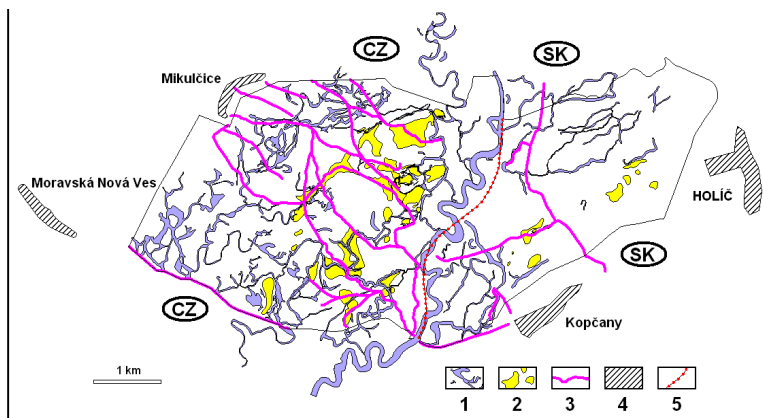 CZ
SK
Mikulčice
Moravská Nová Ves
HOLÍČ
?
SK
CZ
Kopčany
1 km
1 2 3 4 5